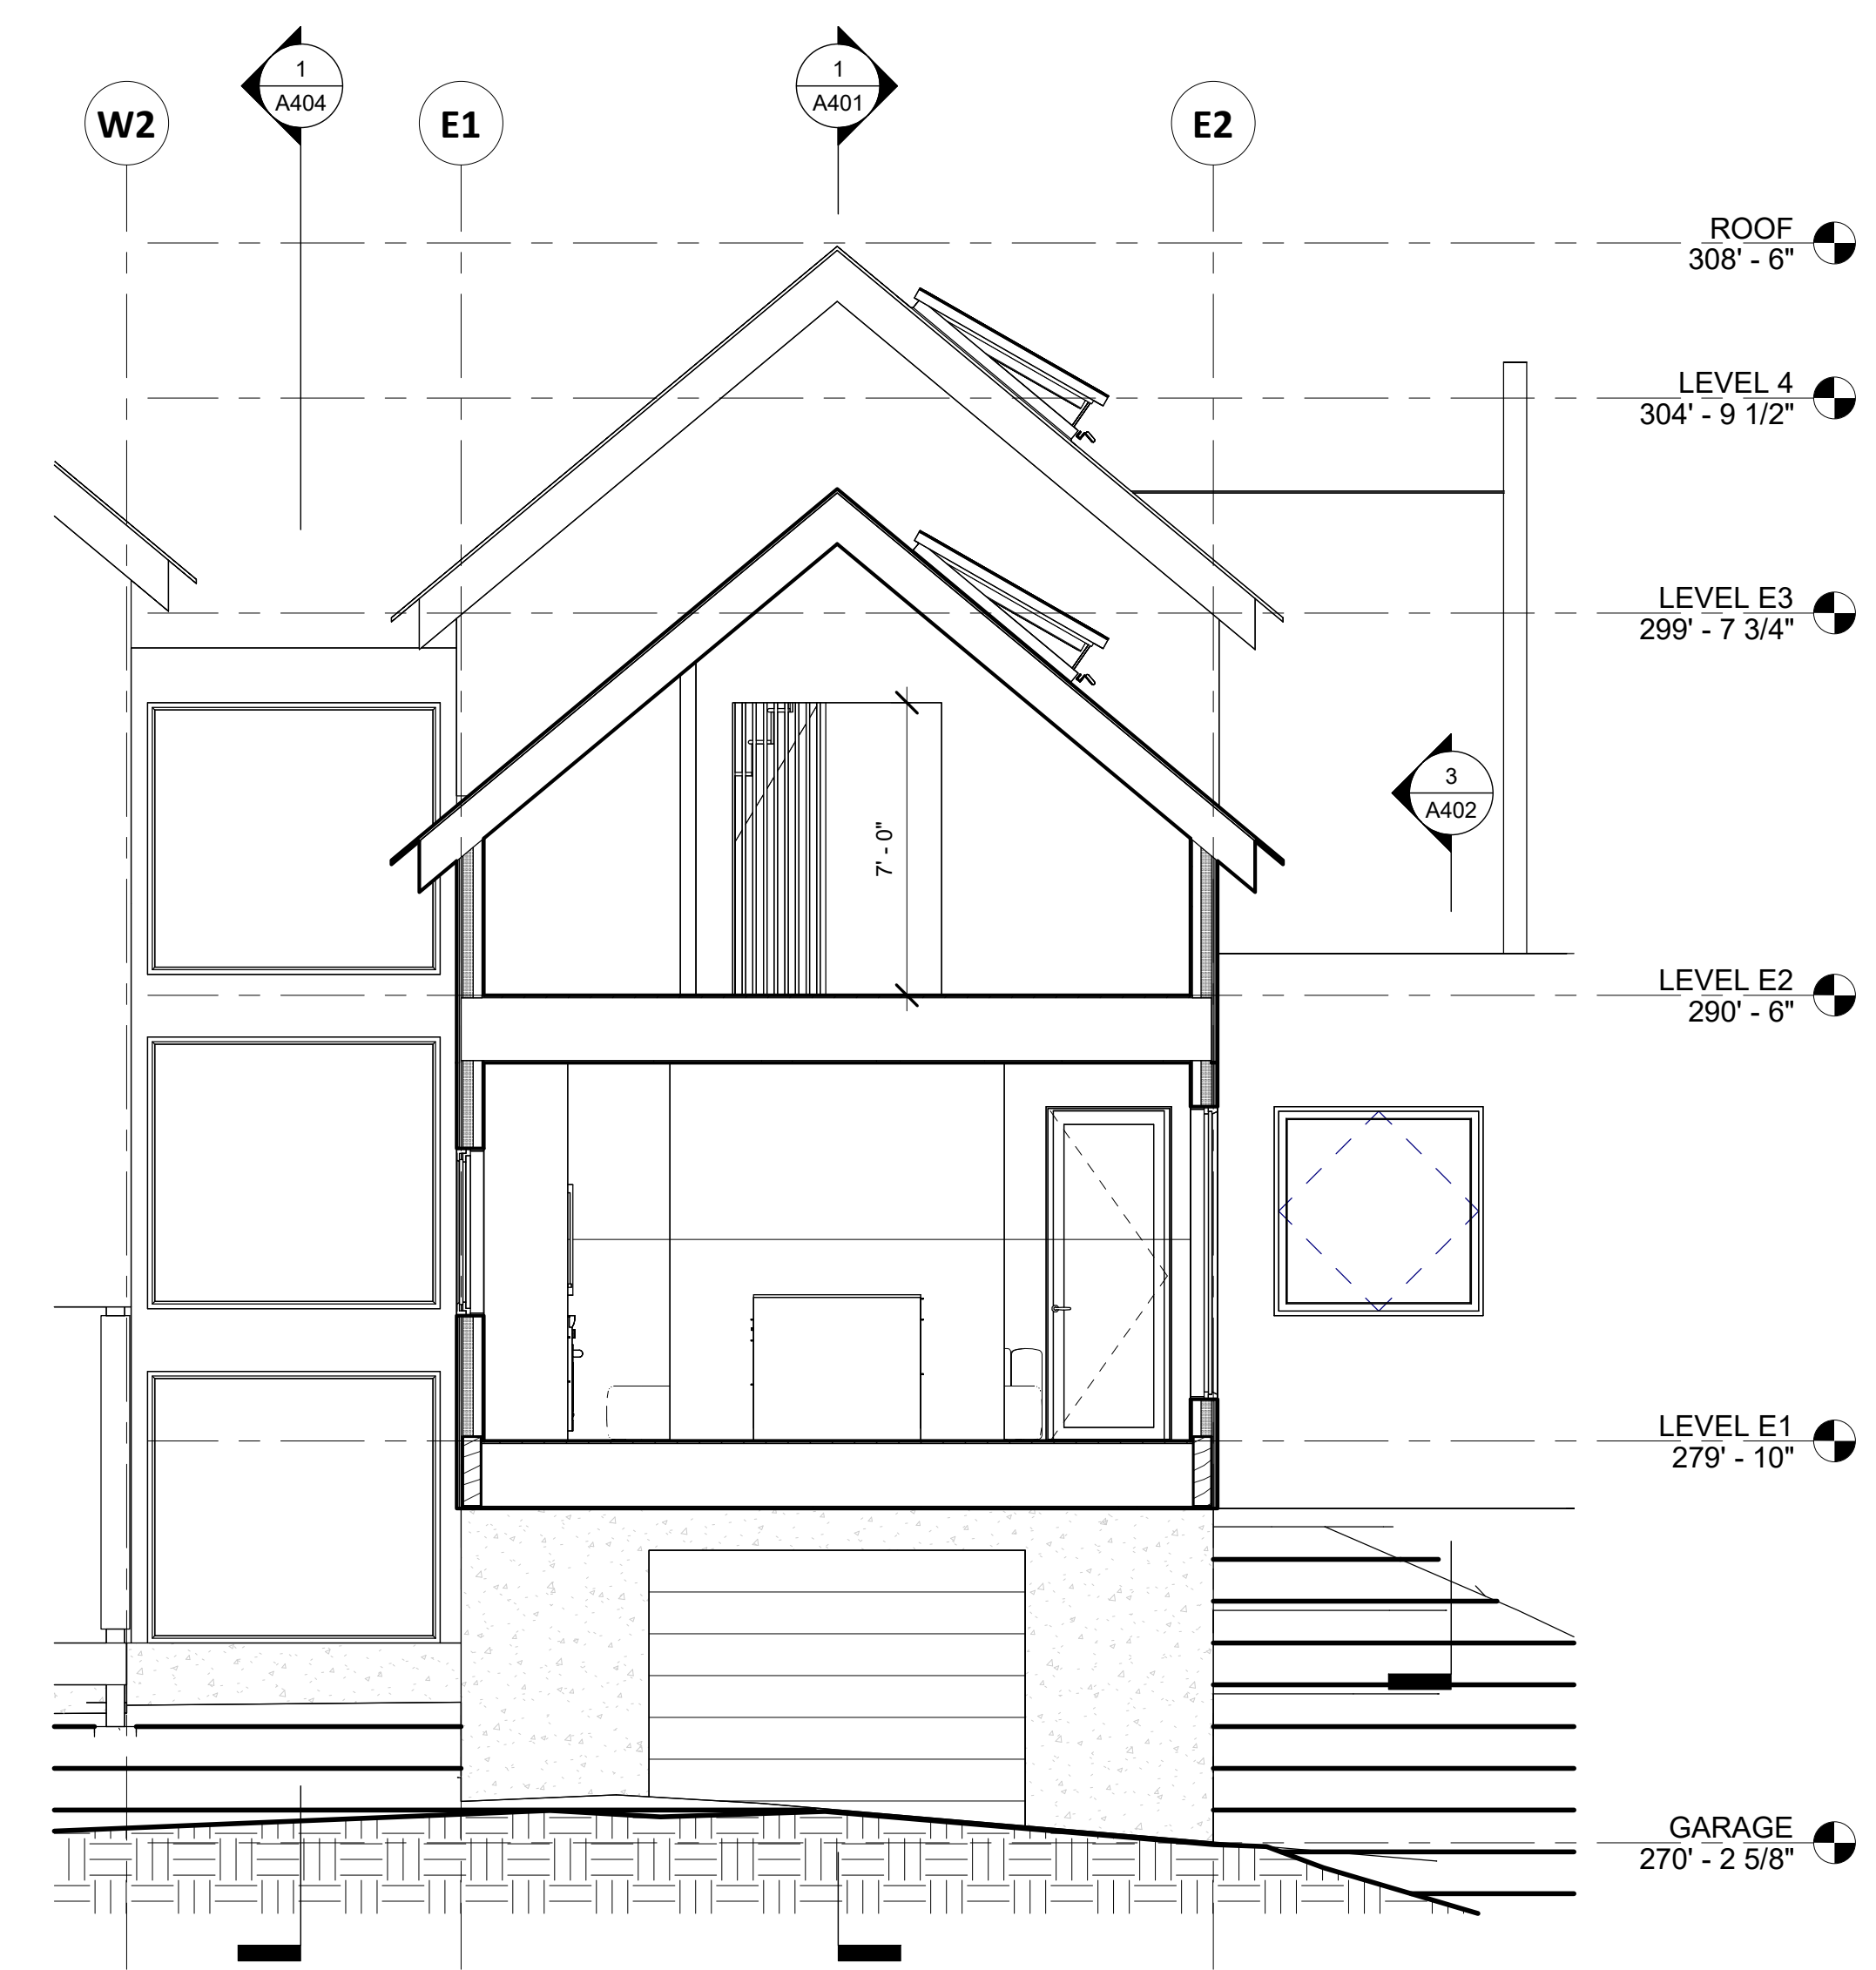 1
A404
1
A401
W2
E1
E2
ROOF
308' - 6"
LEVEL 4
304' - 9 1/2"
LEVEL E3
299' - 7 3/4"
3
A402
7' - 0"
LEVEL E2
290' - 6"
LEVEL E1
279' - 10"
GARAGE
270' - 2 5/8"